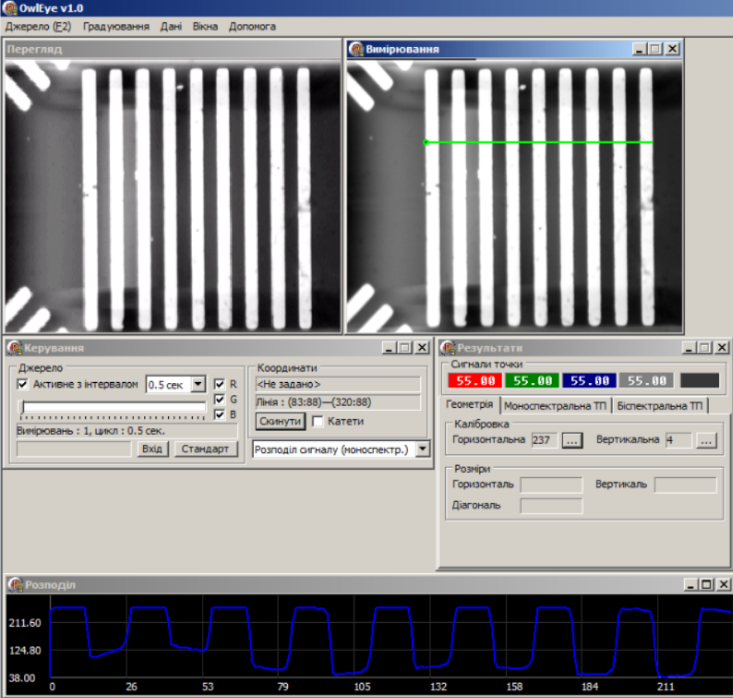 OwlEye v1.0
Джерело (F2) Градуювання Дані Вікна Допомога
Перегляд
Вимірювання
Керування
Джерело
Активне з інтервалом 0.5 сек
R
G
B
Вимірювань : 1, цикл : 0.5 сек.
Вхід Стандарт
Координати
<Не задано>
Лінія : (83:88)—(320:88)
Скинути Катети
Розподіл сигналу (моноспектр.)
Результати
Сигнали точки
55.00 55.00 55.00 55.00
Геометрія Моноспектральна ТП Біспектральна ТП
Калібровка
Горизонтальна 237 ... Вертикальна 4 ...
Розміри
Горизонталь Вертикаль
Діагональ
Розподіл
211.60
124.80
38.00
0 26 53 79 105 132 158 184 211